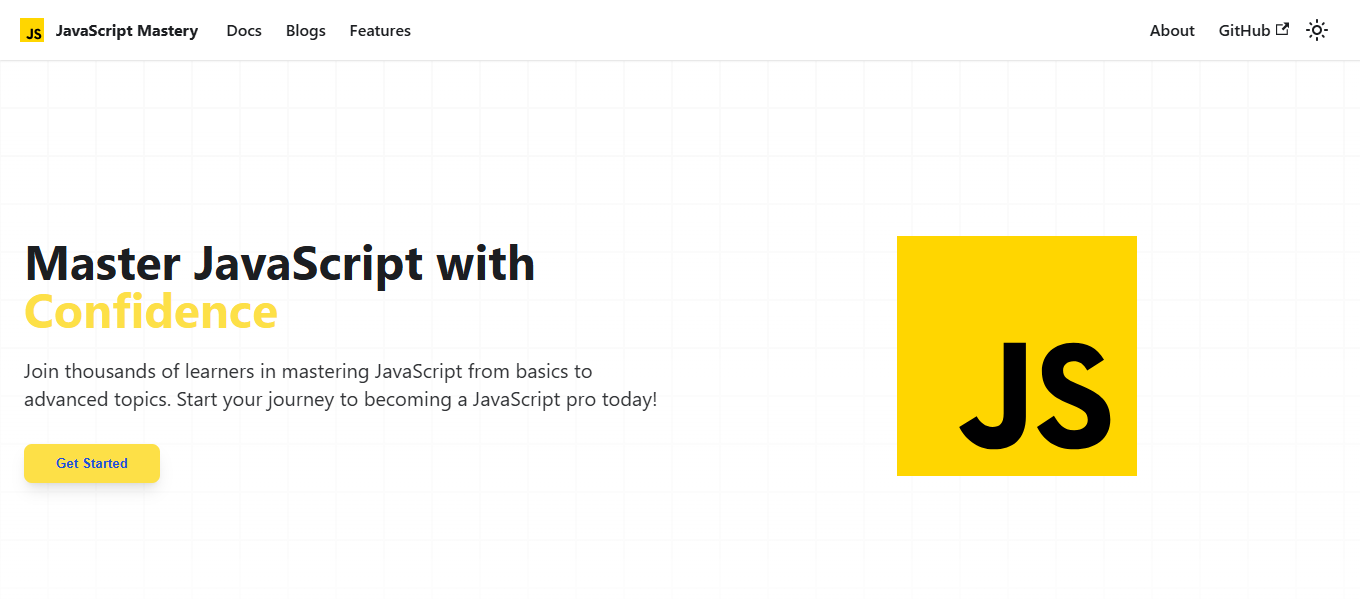 JS JavaScript Mastery Docs Blogs Features About GitHub
Master JavaScript with
Confidence
Join thousands of learners in mastering JavaScript from basics to
advanced topics. Start your journey to becoming a JavaScript pro today!
Get Started
JS